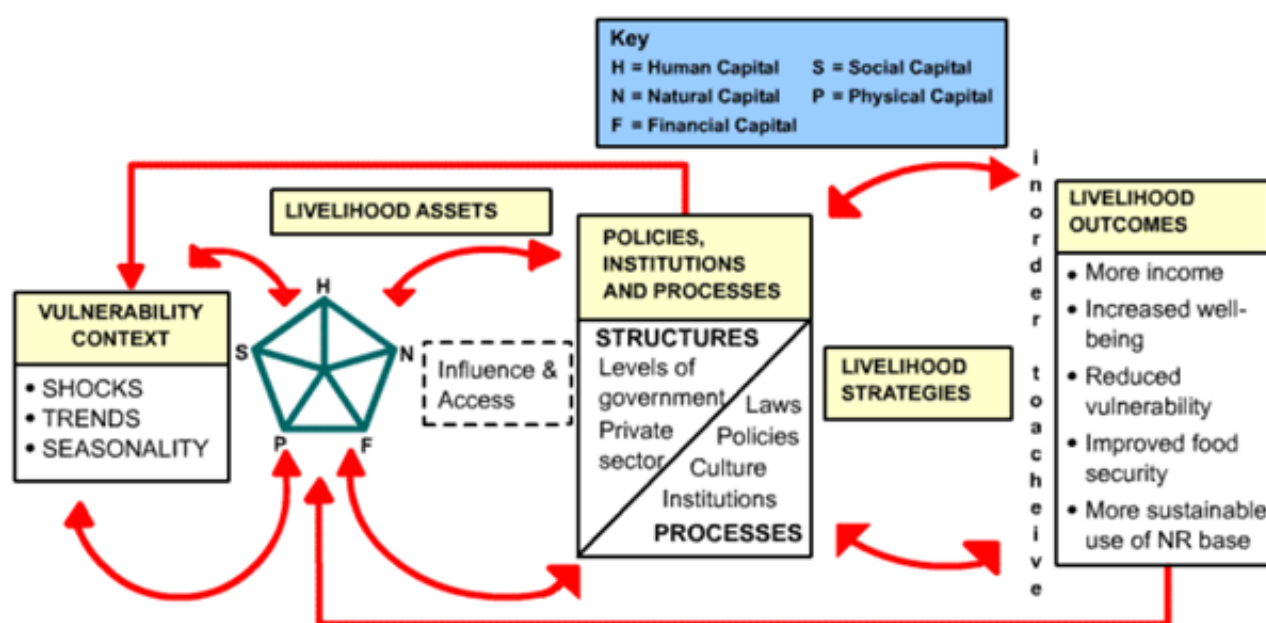 Key
H = Human Capital S = Social Capital
N = Natural Capital P = Physical Capital
F = Financial Capital
LIVELIHOOD ASSETS
VULNERABILITY
CONTEXT
• SHOCKS
• TRENDS
• SEASONALITY
H
S
N
P
F
Influence &
Access
POLICIES,
INSTITUTIONS
AND PROCESSES
STRUCTURES
Levels of
government
Private
sector
Laws
Policies
Culture
Institutions
PROCESSES
LIVELIHOOD
STRATEGIES
inorder toacheive
LIVELIHOOD
OUTCOMES
• More income
• Increased well-
being
• Reduced
vulnerability
• Improved food
security
• More sustainable
use of NR base